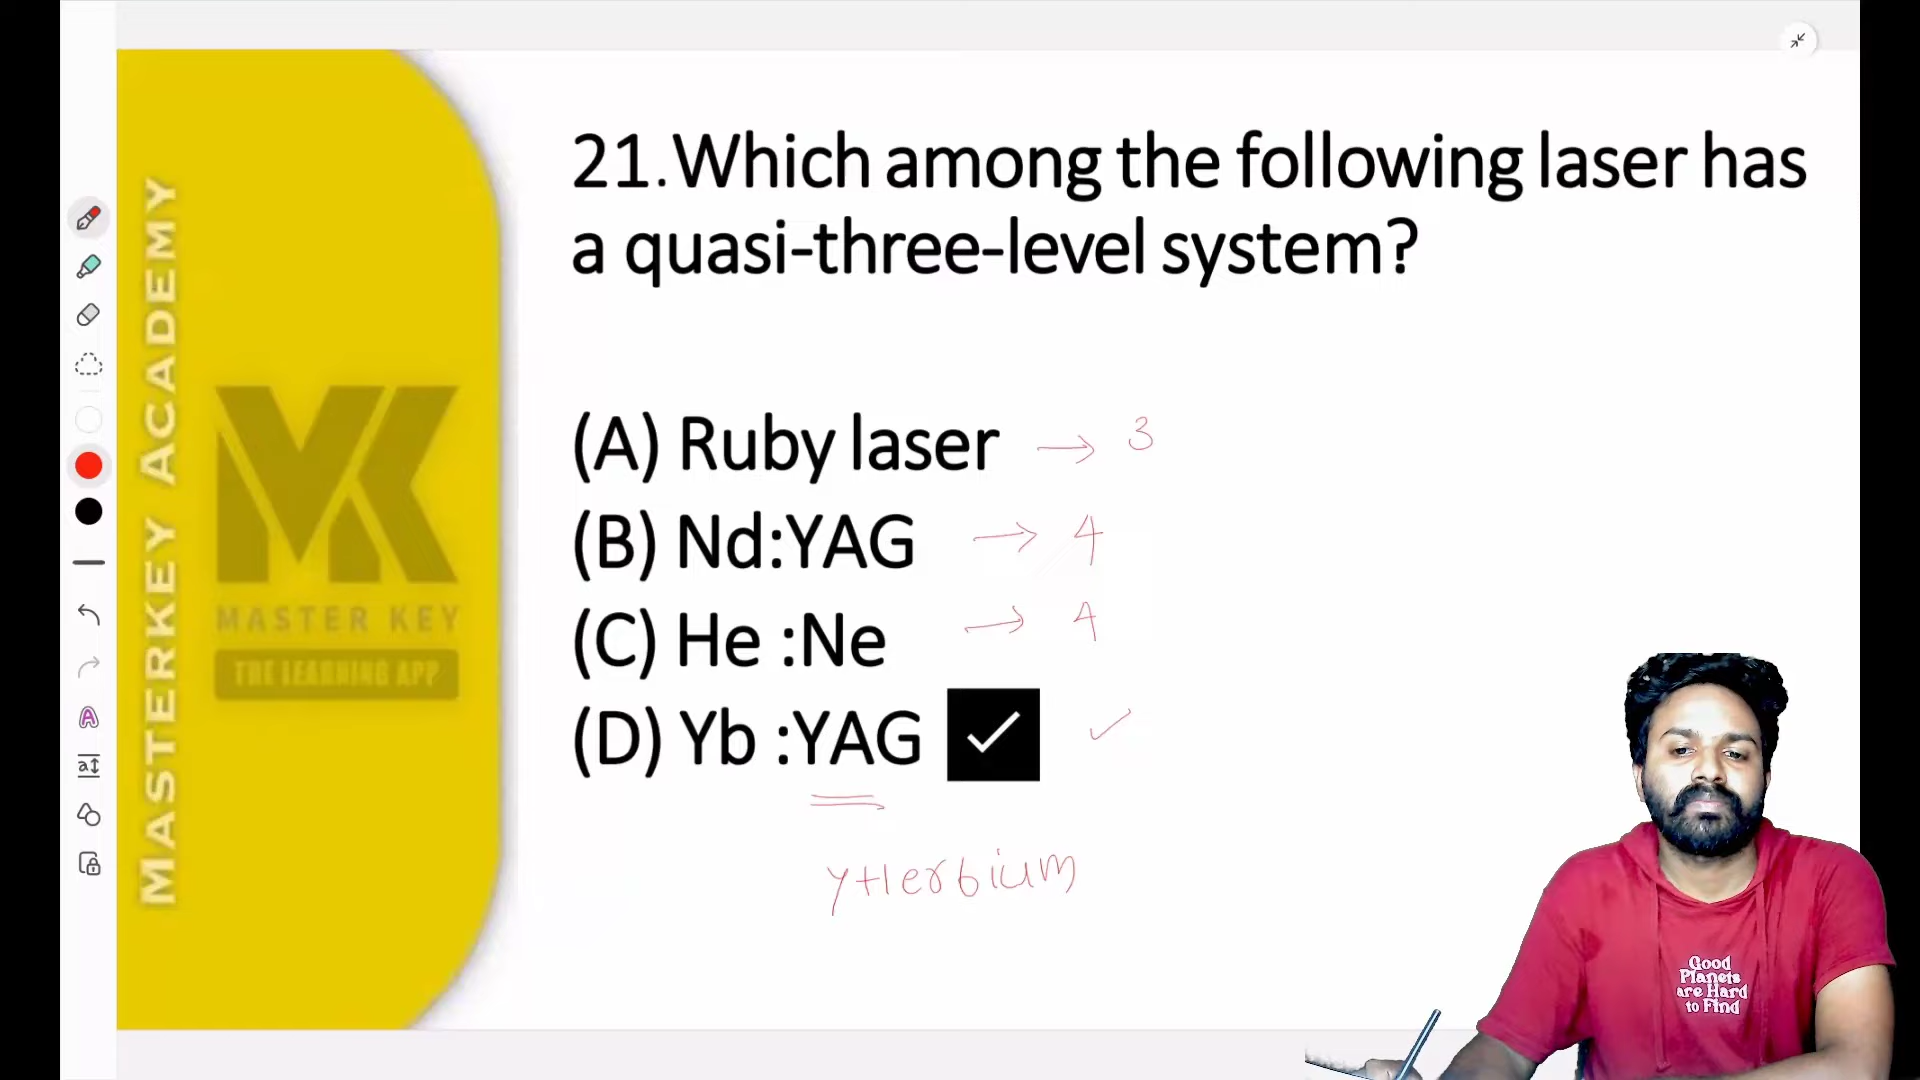 MASTERKEY ACADEMY
MK
MASTER KEY
THE LEARNING APP
21.Which among the following laser has
a quasi-three-level system?
(A) Ruby laser → 3
(B) Nd:YAG → 4
(C) He :Ne → 4
(D) Yb :YAG ✓ ✓
ytterbium
Good
Planets
are Hard
to Find
A
a